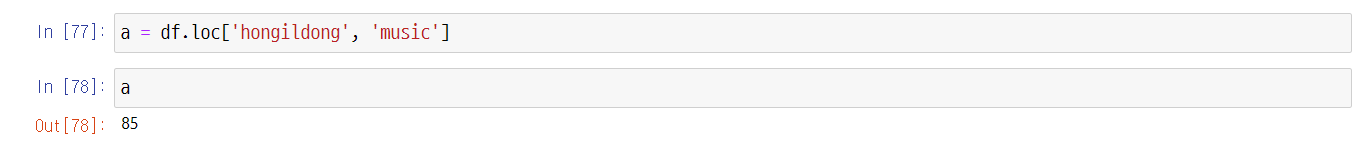 In [77]: a = df.loc['hongildong', 'music']
In [78]: a
Out[78]: 85